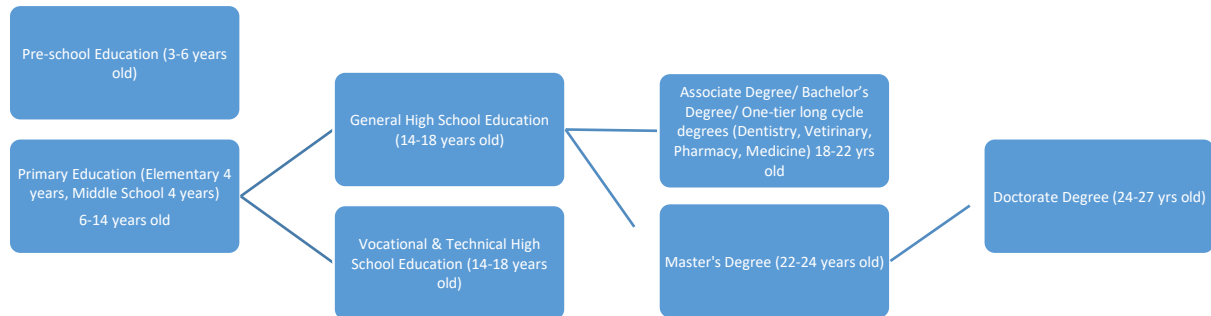 Pre-school Education (3-6 years
old)
Primary Education (Elementary 4
years, Middle School 4 years)
6-14 years old
General High School Education
(14-18 years old)
Vocational & Technical High
School Education (14-18 years
old)
Associate Degree/ Bachelor’s
Degree/ One-tier long cycle
degrees (Dentistry, Vetirinary,
Pharmacy, Medicine) 18-22 yrs
old
Master's Degree (22-24 years old)
Doctorate Degree (24-27 yrs old)